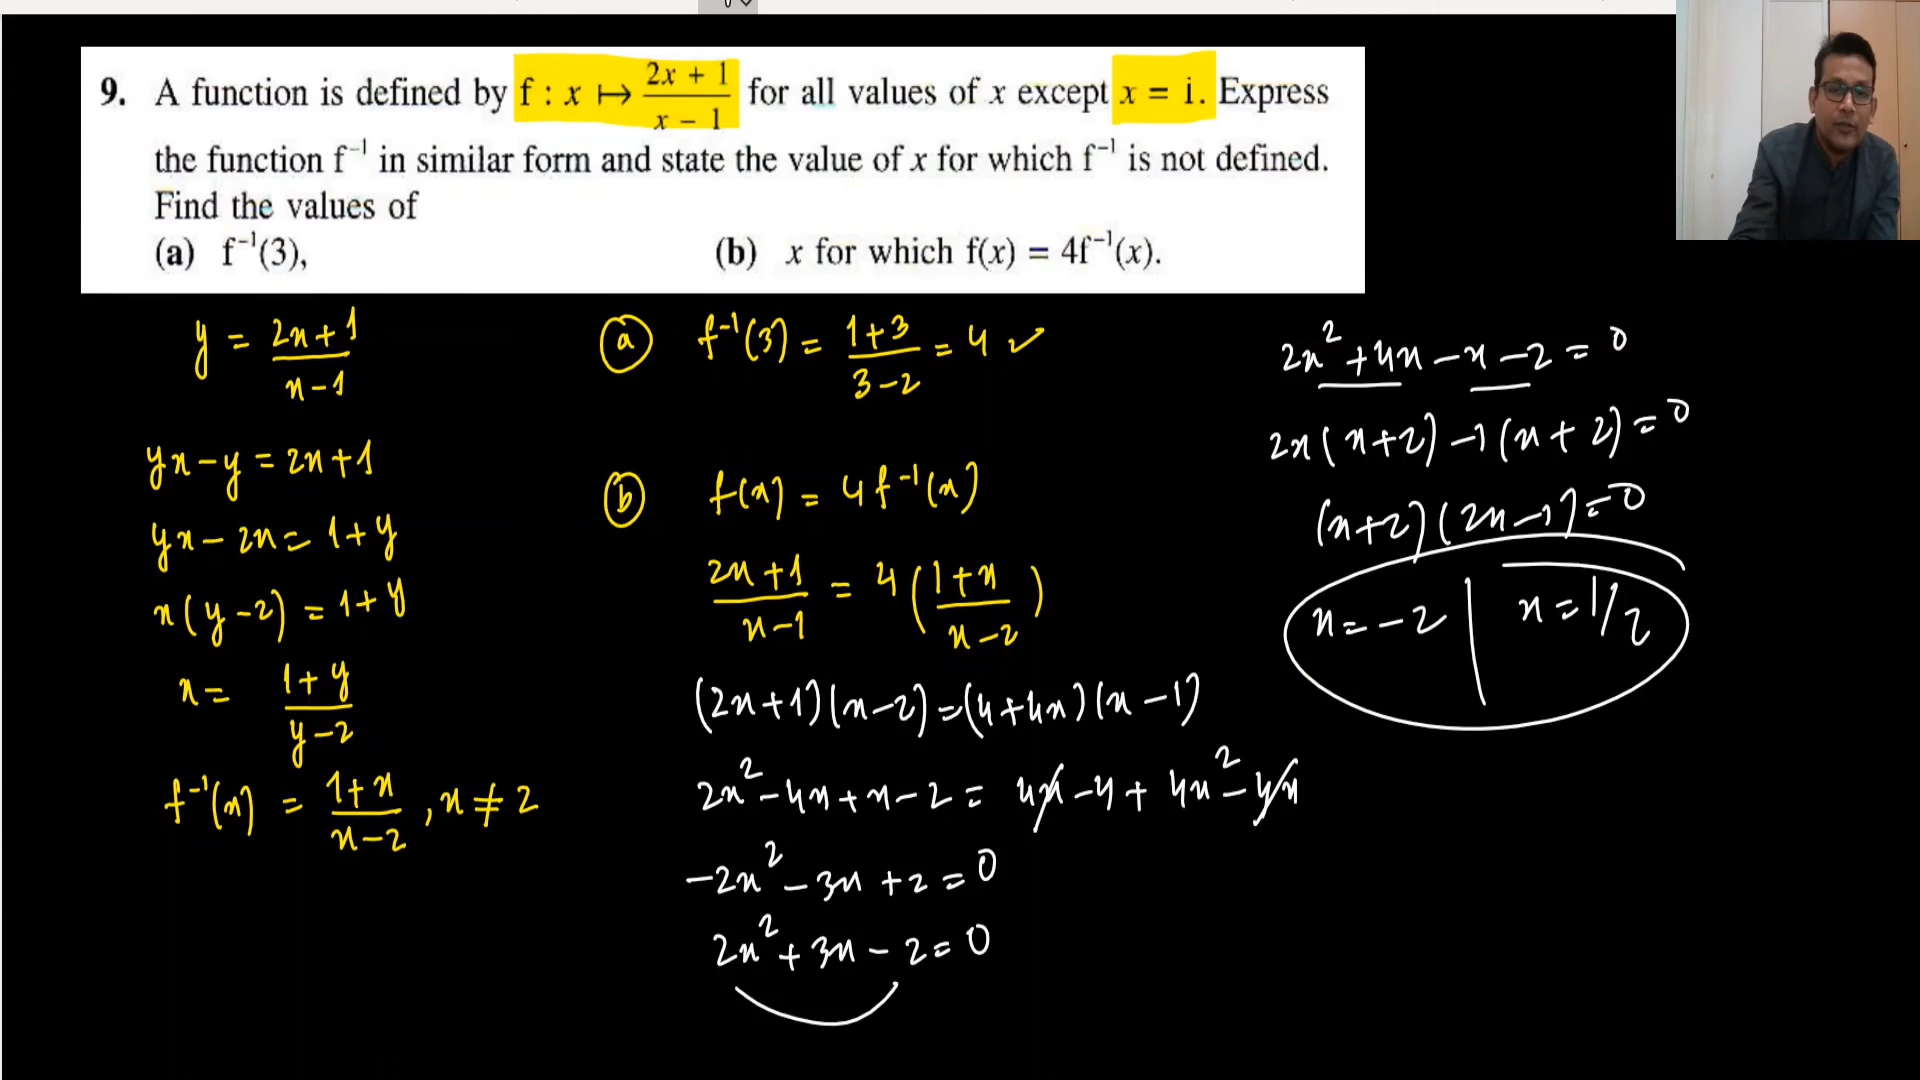 9. A function is defined by f : x ↦ (2x + 1)/(x − 1) for all values of x except x = i. Express
the function f⁻¹ in similar form and state the value of x for which f⁻¹ is not defined.
Find the values of
(a) f⁻¹(3), (b) x for which f(x) = 4f⁻¹(x).
y = (2x+1)/(x-1)
yx - y = 2x + 1
yx - 2x = 1 + y
x(y-2) = 1 + y
x = (1+y)/(y-2)
f⁻¹(x) = (1+x)/(x-2), x ≠ 2
(a) f⁻¹(3) = (1+3)/(3-2) = 4 ✓
(b) f(x) = 4f⁻¹(x)
(2x+1)/(x-1) = 4((1+x)/(x-2))
(2x+1)(x-2) = (4+4x)(x-1)
2x² - 4x + x - 2 = 4x - 4 + 4x² - 4x
-2x² - 3x + 2 = 0
2x² + 3x - 2 = 0
2x² + 4x - x - 2 = 0
2x(x+2) - 1(x+2) = 0
(x+2)(2x-1) = 0
x = -2 | x = 1/2